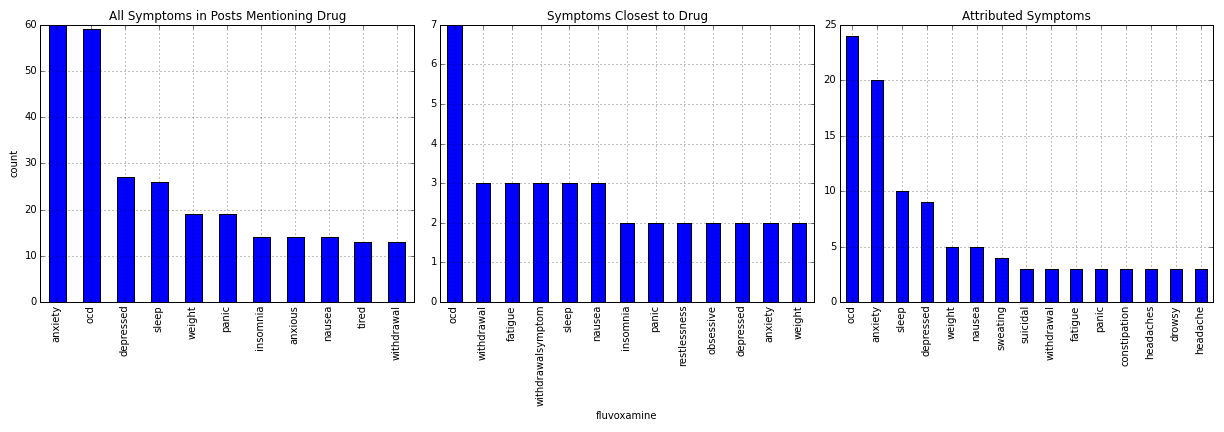 All Symptoms in Posts Mentioning Drug
count
60
50
40
30
20
10
0
anxiety
ocd
depressed
sleep
weight
panic
insomnia
anxious
nausea
tired
withdrawal
Symptoms Closest to Drug
7
6
5
4
3
2
1
0
ocd
withdrawal
fatigue
withdrawalsymptom
sleep
nausea
insomnia
panic
restlessness
obsessive
depressed
anxiety
weight
fluvoxamine
Attributed Symptoms
25
20
15
10
5
0
ocd
anxiety
sleep
depressed
weight
nausea
sweating
suicidal
withdrawal
fatigue
panic
constipation
headaches
drowsy
headache